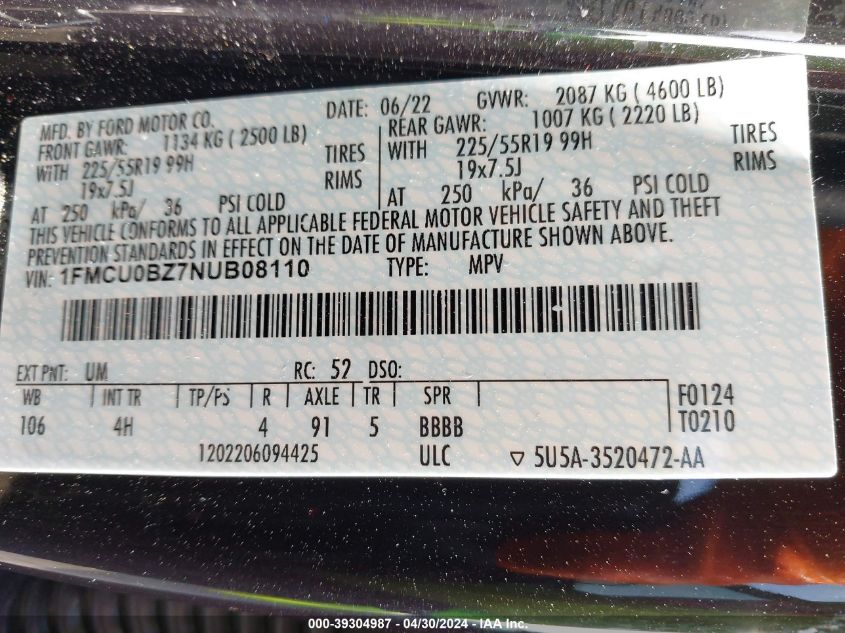 MFD. BY FORD MOTOR CO. DATE: 06/22 GVWR: 2087 KG ( 4600 LB)
FRONT GAWR: 1134 KG ( 2500 LB) REAR GAWR: 1007 KG ( 2220 LB)
WITH 225/55R19 99H TIRES WITH 225/55R19 99H TIRES
19x7.5J RIMS 19x7.5J RIMS
AT 250 kPa/ 36 PSI COLD AT 250 kPa/ 36 PSI COLD
THIS VEHICLE CONFORMS TO ALL APPLICABLE FEDERAL MOTOR VEHICLE SAFETY AND THEFT
PREVENTION STANDARDS IN EFFECT ON THE DATE OF MANUFACTURE SHOWN ABOVE.
VIN: 1FMCU0BZ7NUB08110 TYPE: MPV
EXT PNT: UM RC: 52 DSO:
WB INT TR TP/PS R AXLE TR SPR F0124
106 4H 4 91 5 BBBB T0210
1202206094425 ULC ▽ 5U5A-3520472-AA
000-39304987 - 04/30/2024 - IAA Inc.